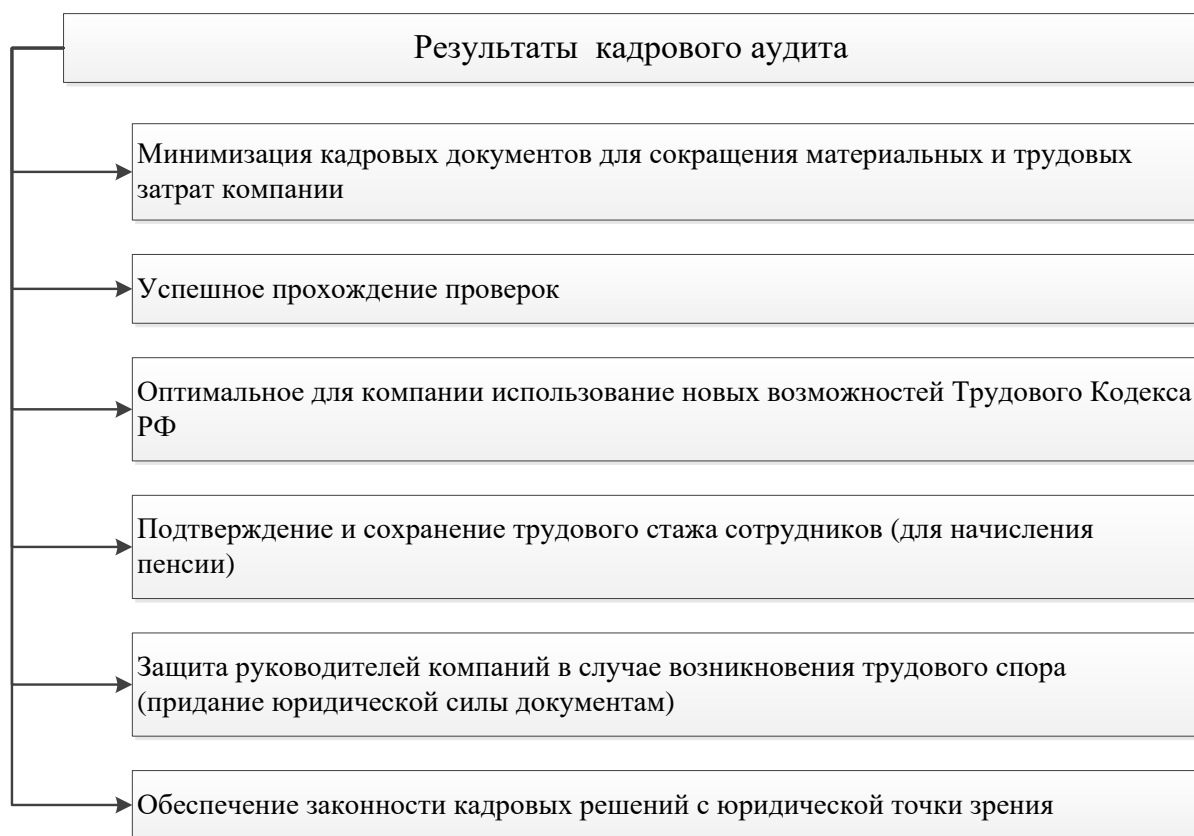 Результаты кадрового аудита
Минимизация кадровых документов для сокращения материальных и трудовых
затрат компании
Успешное прохождение проверок
Оптимальное для компании использование новых возможностей Трудового Кодекса
РФ
Подтверждение и сохранение трудового стажа сотрудников (для начисления
пенсии)
Защита руководителей компаний в случае возникновения трудового спора
(придание юридической силы документам)
Обеспечение законности кадровых решений с юридической точки зрения